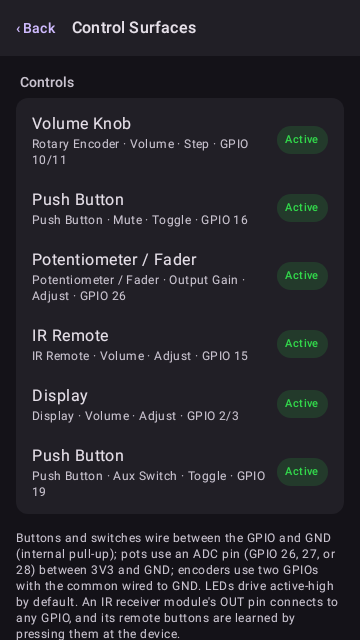 ‹ Back Control Surfaces
Controls
Volume Knob
Rotary Encoder · Volume · Step · GPIO
10/11
Active
Push Button
Push Button · Mute · Toggle · GPIO 16
Active
Potentiometer / Fader
Potentiometer / Fader · Output Gain ·
Adjust · GPIO 26
Active
IR Remote
IR Remote · Volume · Adjust · GPIO 15
Active
Display
Display · Volume · Adjust · GPIO 2/3
Active
Push Button
Push Button · Aux Switch · Toggle · GPIO
19
Active
Buttons and switches wire between the GPIO and GND
(internal pull-up); pots use an ADC pin (GPIO 26, 27, or
28) between 3V3 and GND; encoders use two GPIOs
with the common wired to GND. LEDs drive active-high
by default. An IR receiver module's OUT pin connects to
any GPIO, and its remote buttons are learned by
pressing them at the device.